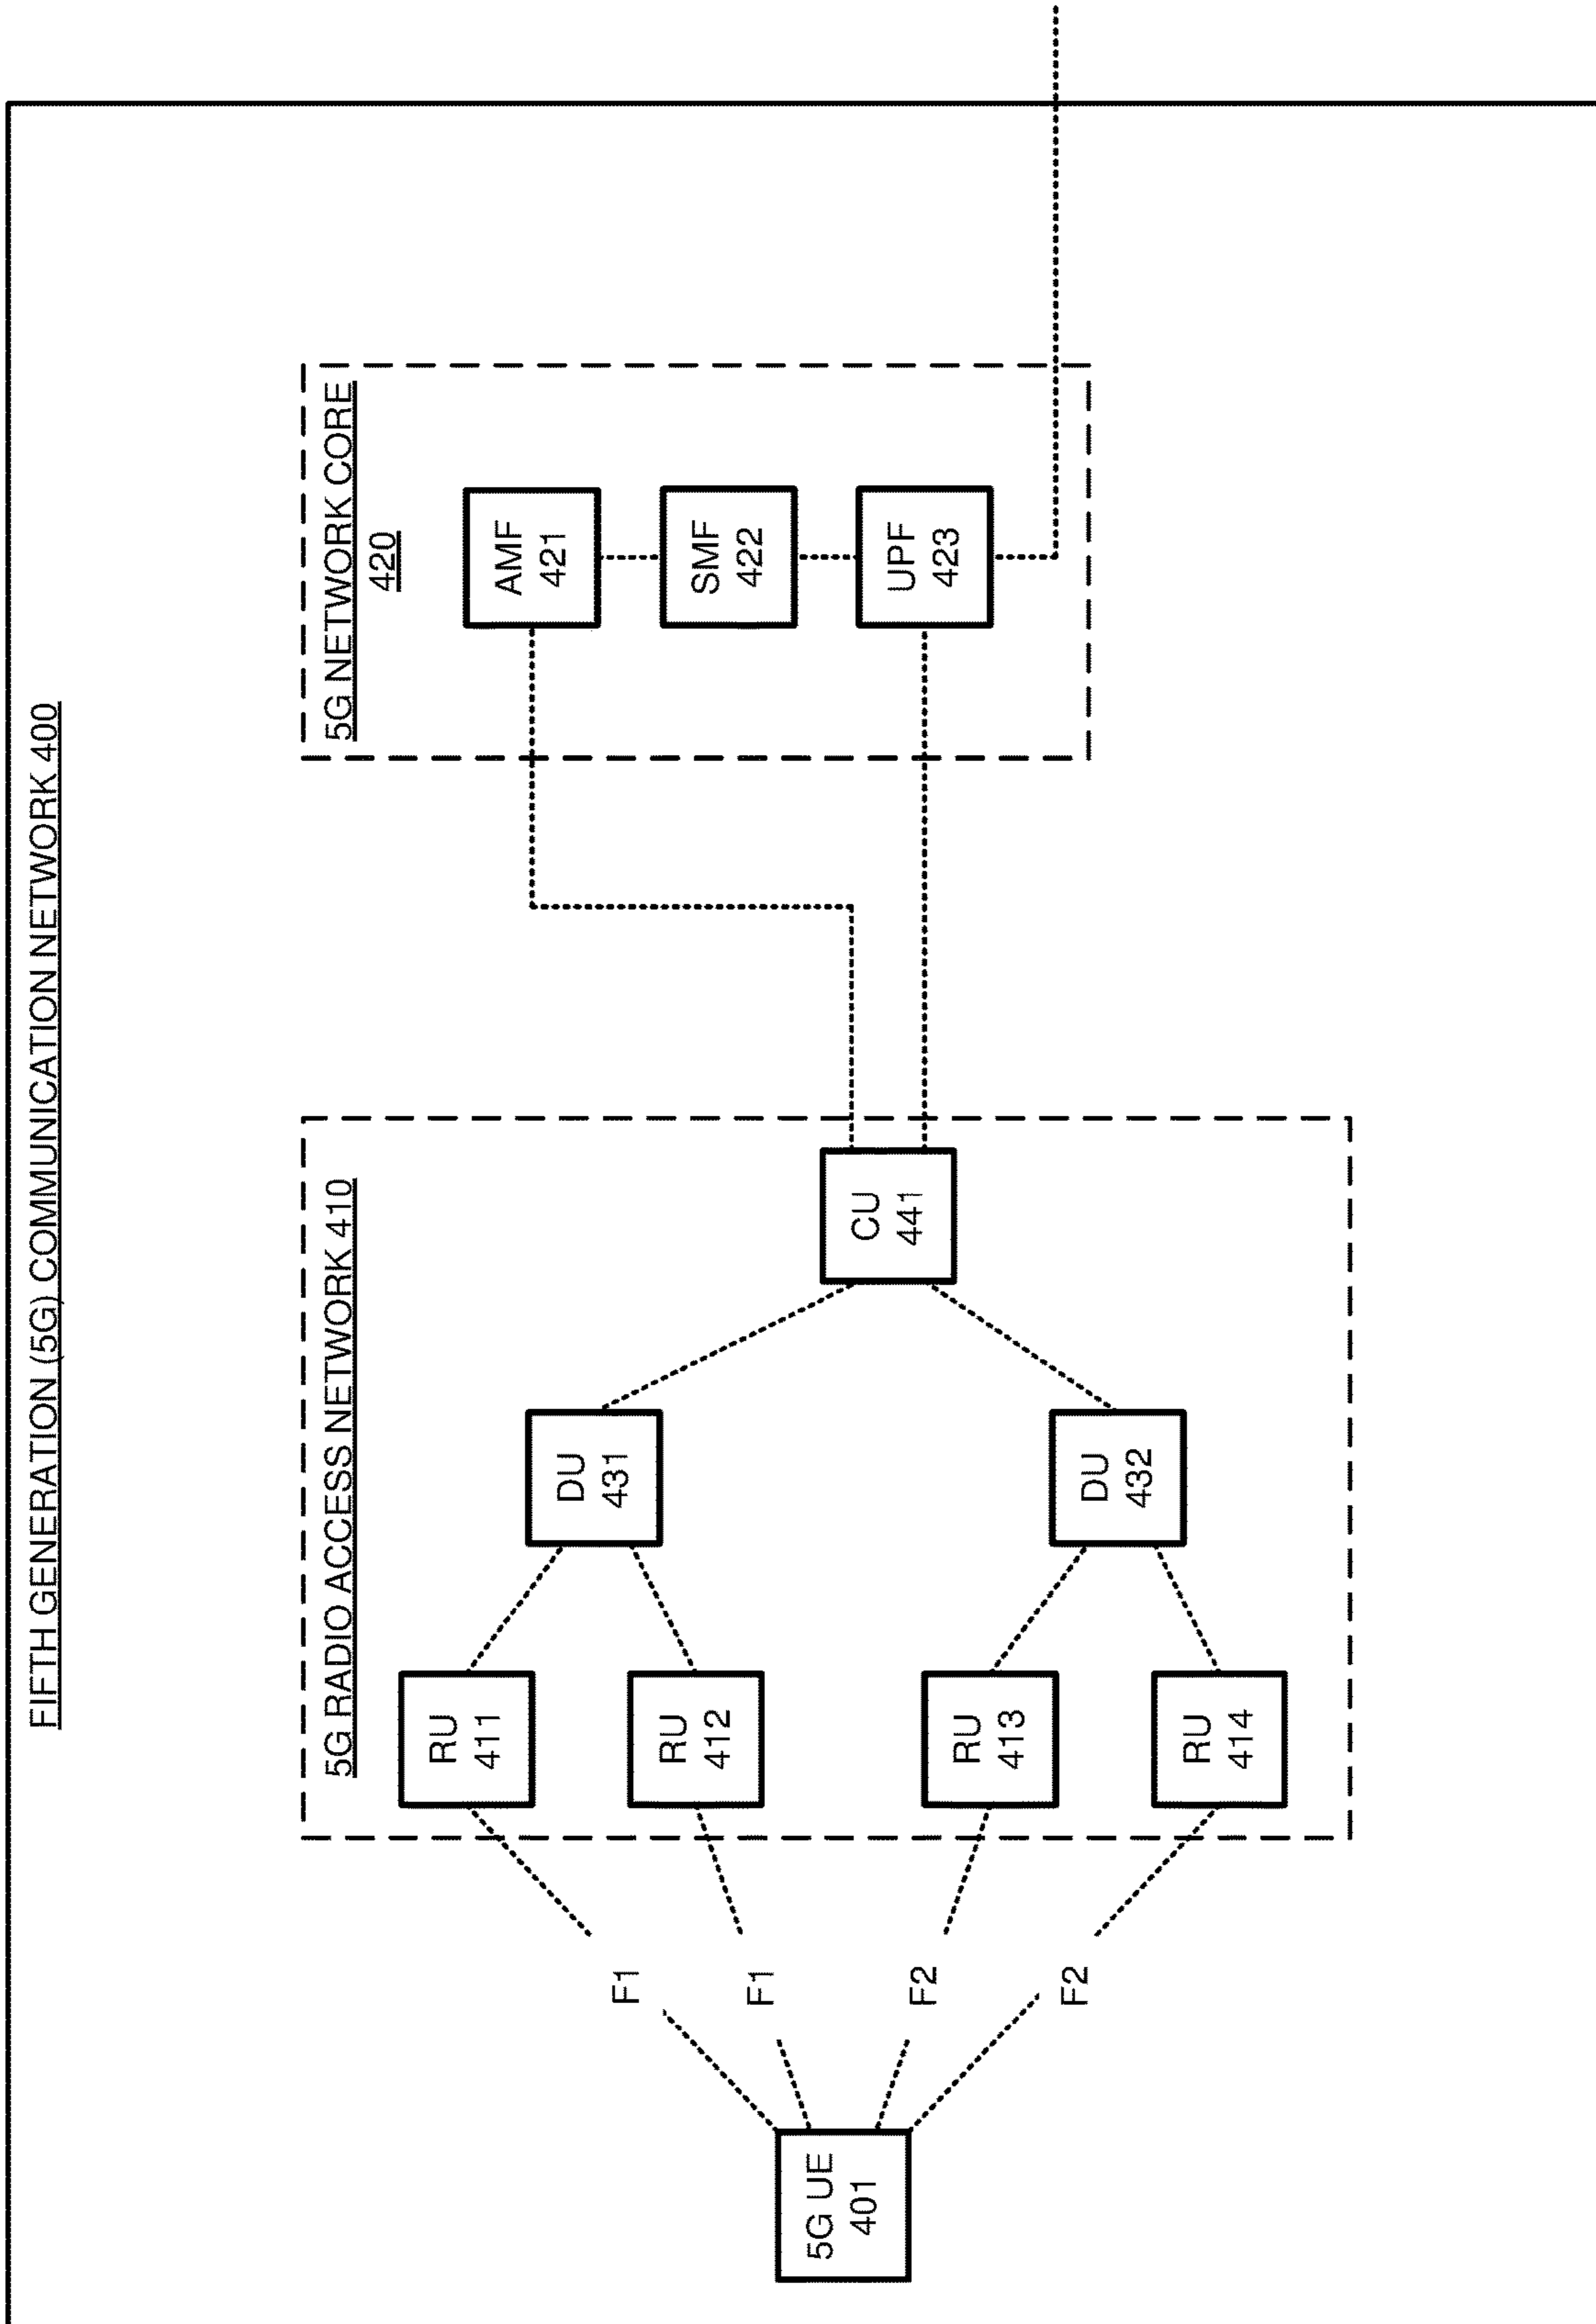 FIFTH GENERATION (5G) COMMUNICATION NETWORK 400
5G RADIO ACCESS NETWORK 410
5G NETWORK CORE
420
RU
411
RU
412
RU
413
RU
414
DU
431
DU
432
CU
441
AMF
421
SMF
422
UPF
423
F1
F1
F2
F2
5G UE
401